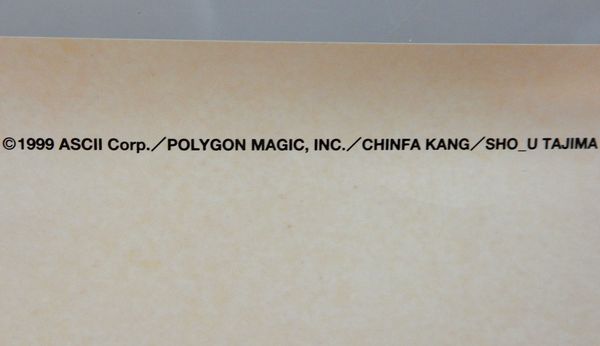 ©1999 ASCII Corp.／POLYGON MAGIC, INC.／CHINFA KANG／SHO_U TAJIMA